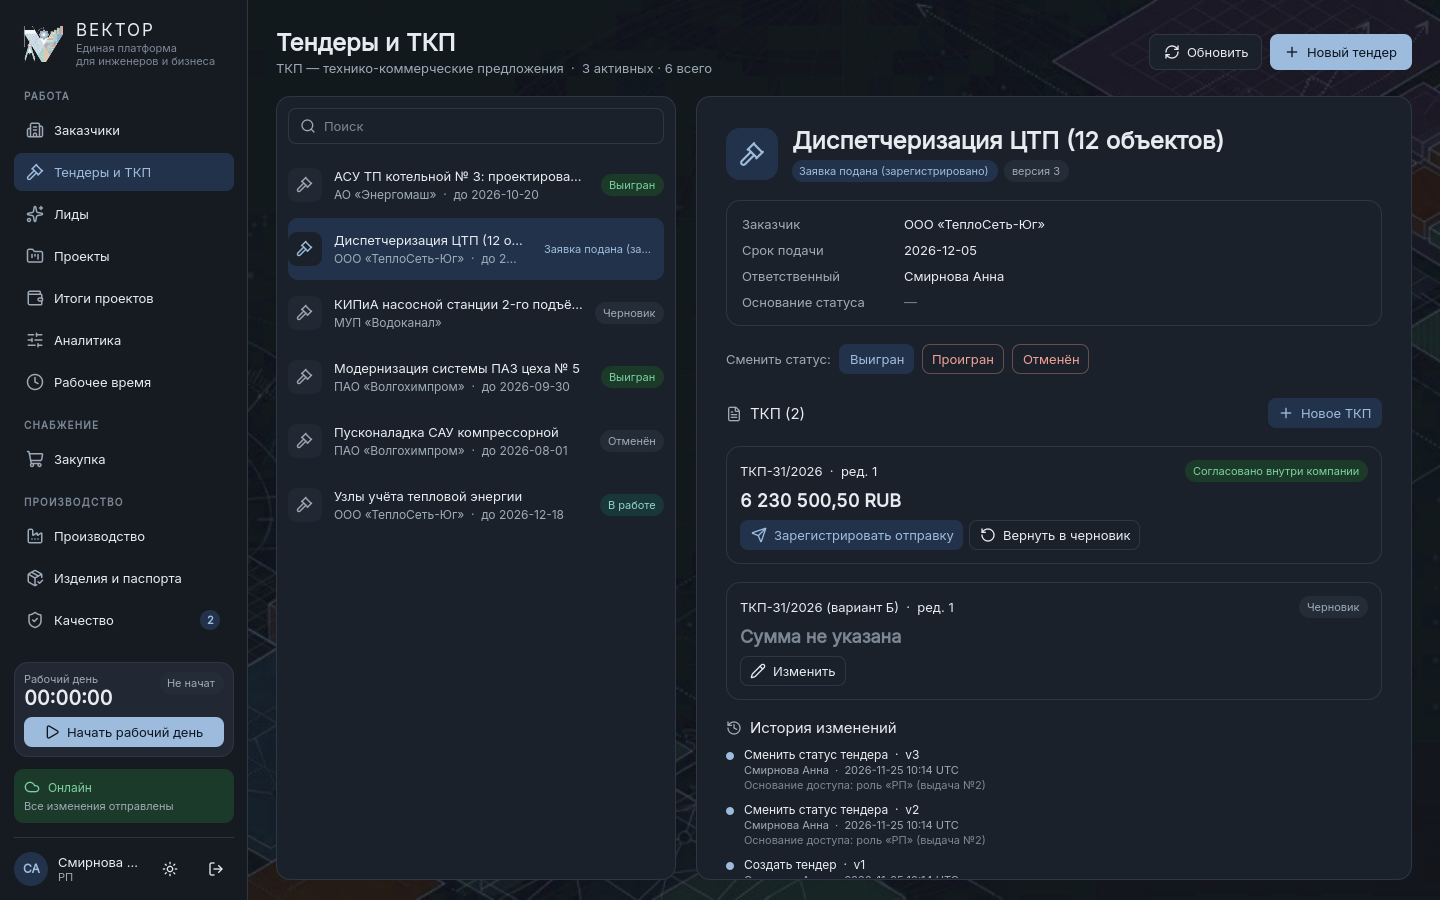 ВЕКТОР
Единая платформа
для инженеров и бизнеса
РАБОТА
Заказчики
Тендеры и ТКП
Лиды
Проекты
Итоги проектов
Аналитика
Рабочее время
СНАБЖЕНИЕ
Закупка
ПРОИЗВОДСТВО
Производство
Изделия и паспорта
Качество 2
Рабочий день
00:00:00
Не начат
Начать рабочий день
Онлайн
Все изменения отправлены
СА
Смирнова ...
РП
Тендеры и ТКП
ТКП — технико-коммерческие предложения · 3 активных · 6 всего
Обновить
Новый тендер
Поиск
АСУ ТП котельной № 3: проектирова...
АО «Энергомаш» · до 2026-10-20
Выигран
Диспетчеризация ЦТП (12 о...
ООО «ТеплоСеть-Юг» · до 2...
Заявка подана (за...
КИПиА насосной станции 2-го подъё...
МУП «Водоканал»
Черновик
Модернизация системы ПАЗ цеха № 5
ПАО «Волгохимпром» · до 2026-09-30
Выигран
Пусконаладка САУ компрессорной
ПАО «Волгохимпром» · до 2026-08-01
Отменён
Узлы учёта тепловой энергии
ООО «ТеплоСеть-Юг» · до 2026-12-18
В работе
Диспетчеризация ЦТП (12 объектов)
Заявка подана (зарегистрировано)
версия 3
Заказчик ООО «ТеплоСеть-Юг»
Срок подачи 2026-12-05
Ответственный Смирнова Анна
Основание статуса —
Сменить статус: Выигран Проигран Отменён
ТКП (2)
Новое ТКП
ТКП-31/2026 · ред. 1
Согласовано внутри компании
6 230 500,50 RUB
Зарегистрировать отправку
Вернуть в черновик
ТКП-31/2026 (вариант Б) · ред. 1
Черновик
Сумма не указана
Изменить
История изменений
Сменить статус тендера · v3
Смирнова Анна · 2026-11-25 10:14 UTC
Основание доступа: роль «РП» (выдача №2)
Сменить статус тендера · v2
Смирнова Анна · 2026-11-25 10:14 UTC
Основание доступа: роль «РП» (выдача №2)
Создать тендер · v1